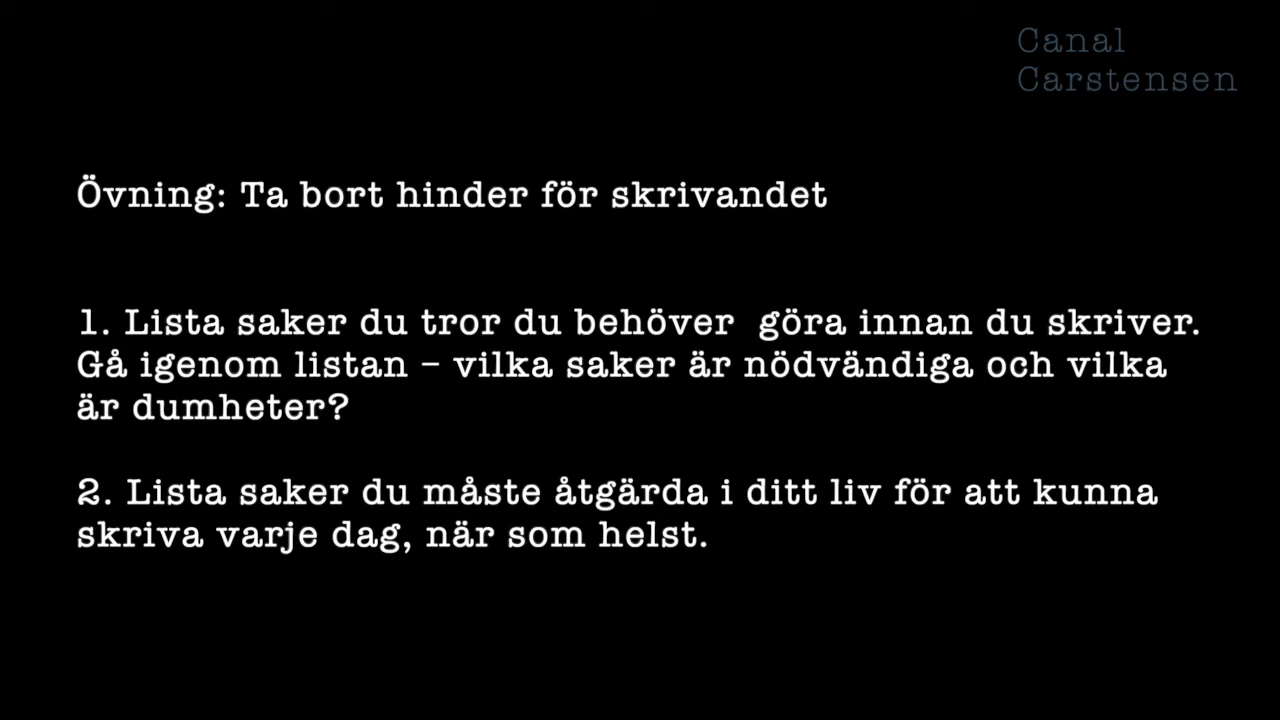 Canal
Carstensen
Övning: Ta bort hinder för skrivandet
1. Lista saker du tror du behöver  göra innan du skriver.
Gå igenom listan – vilka saker är nödvändiga och vilka
är dumheter?
2. Lista saker du måste åtgärda i ditt liv för att kunna
skriva varje dag, när som helst.